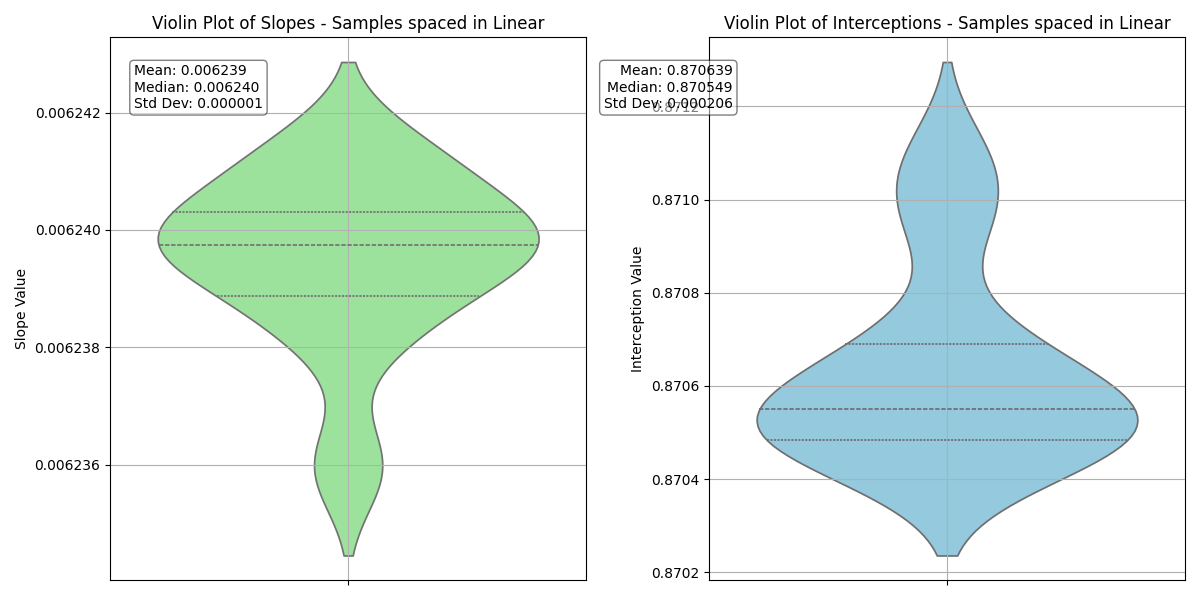 Violin Plot of Slopes - Samples spaced in Linear
Mean: 0.006239
Median: 0.006240
Std Dev: 0.000001
0.006242
0.006240
0.006238
0.006236
Slope Value
Violin Plot of Interceptions - Samples spaced in Linear
Mean: 0.870639
Median: 0.870549
Std Dev: 0.000206
0.8712
0.8710
0.8708
0.8706
0.8704
0.8702
Interception Value